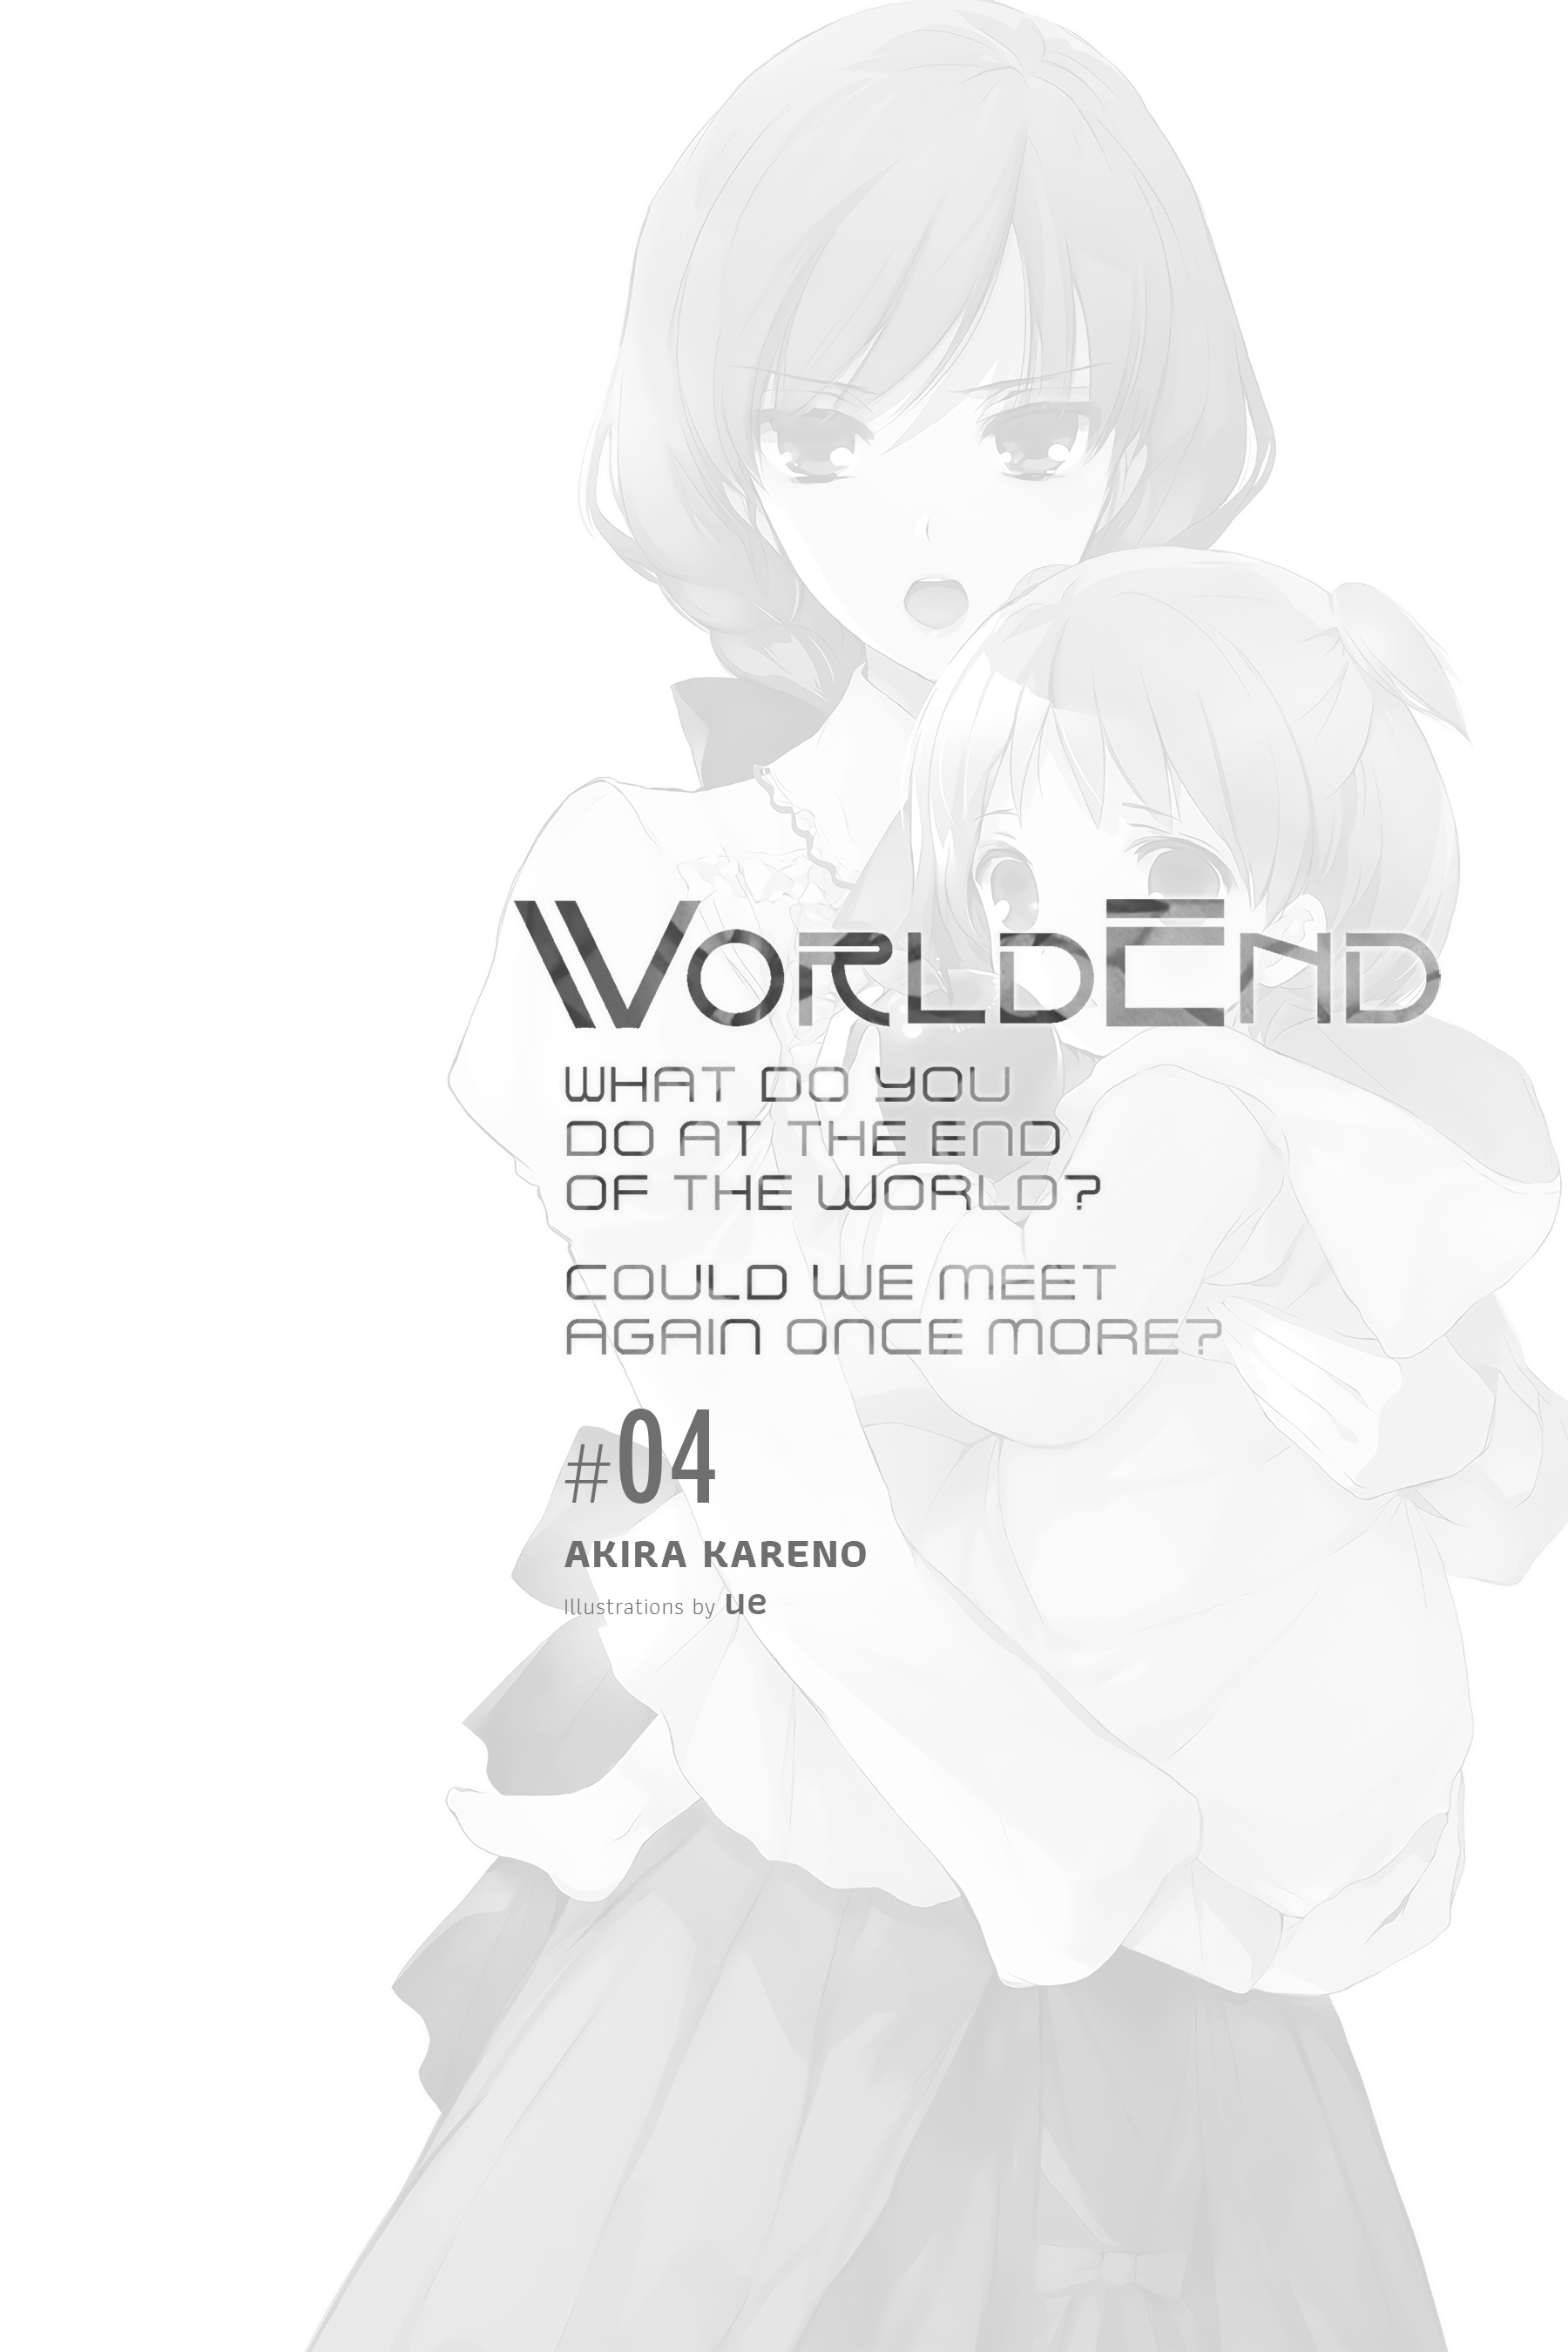 WORLDEND
WHAT DO YOU
DO AT THE END
OF THE WORLD?
COULD WE MEET
AGAIN ONCE MORE?
#04
AKIRA KARENO
Illustrations by ue